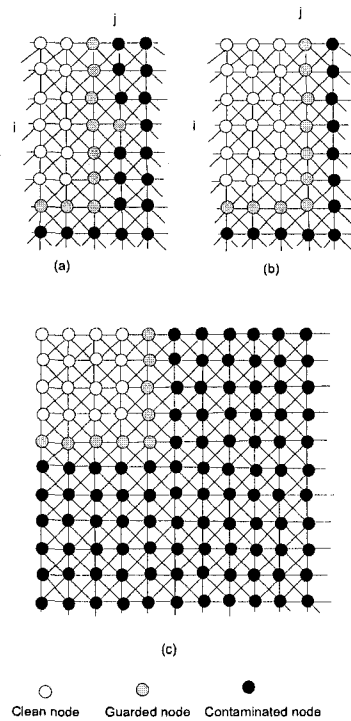 j
j
i
i
(a)
(b)
(c)
Clean node
Guarded node
Contaminated node